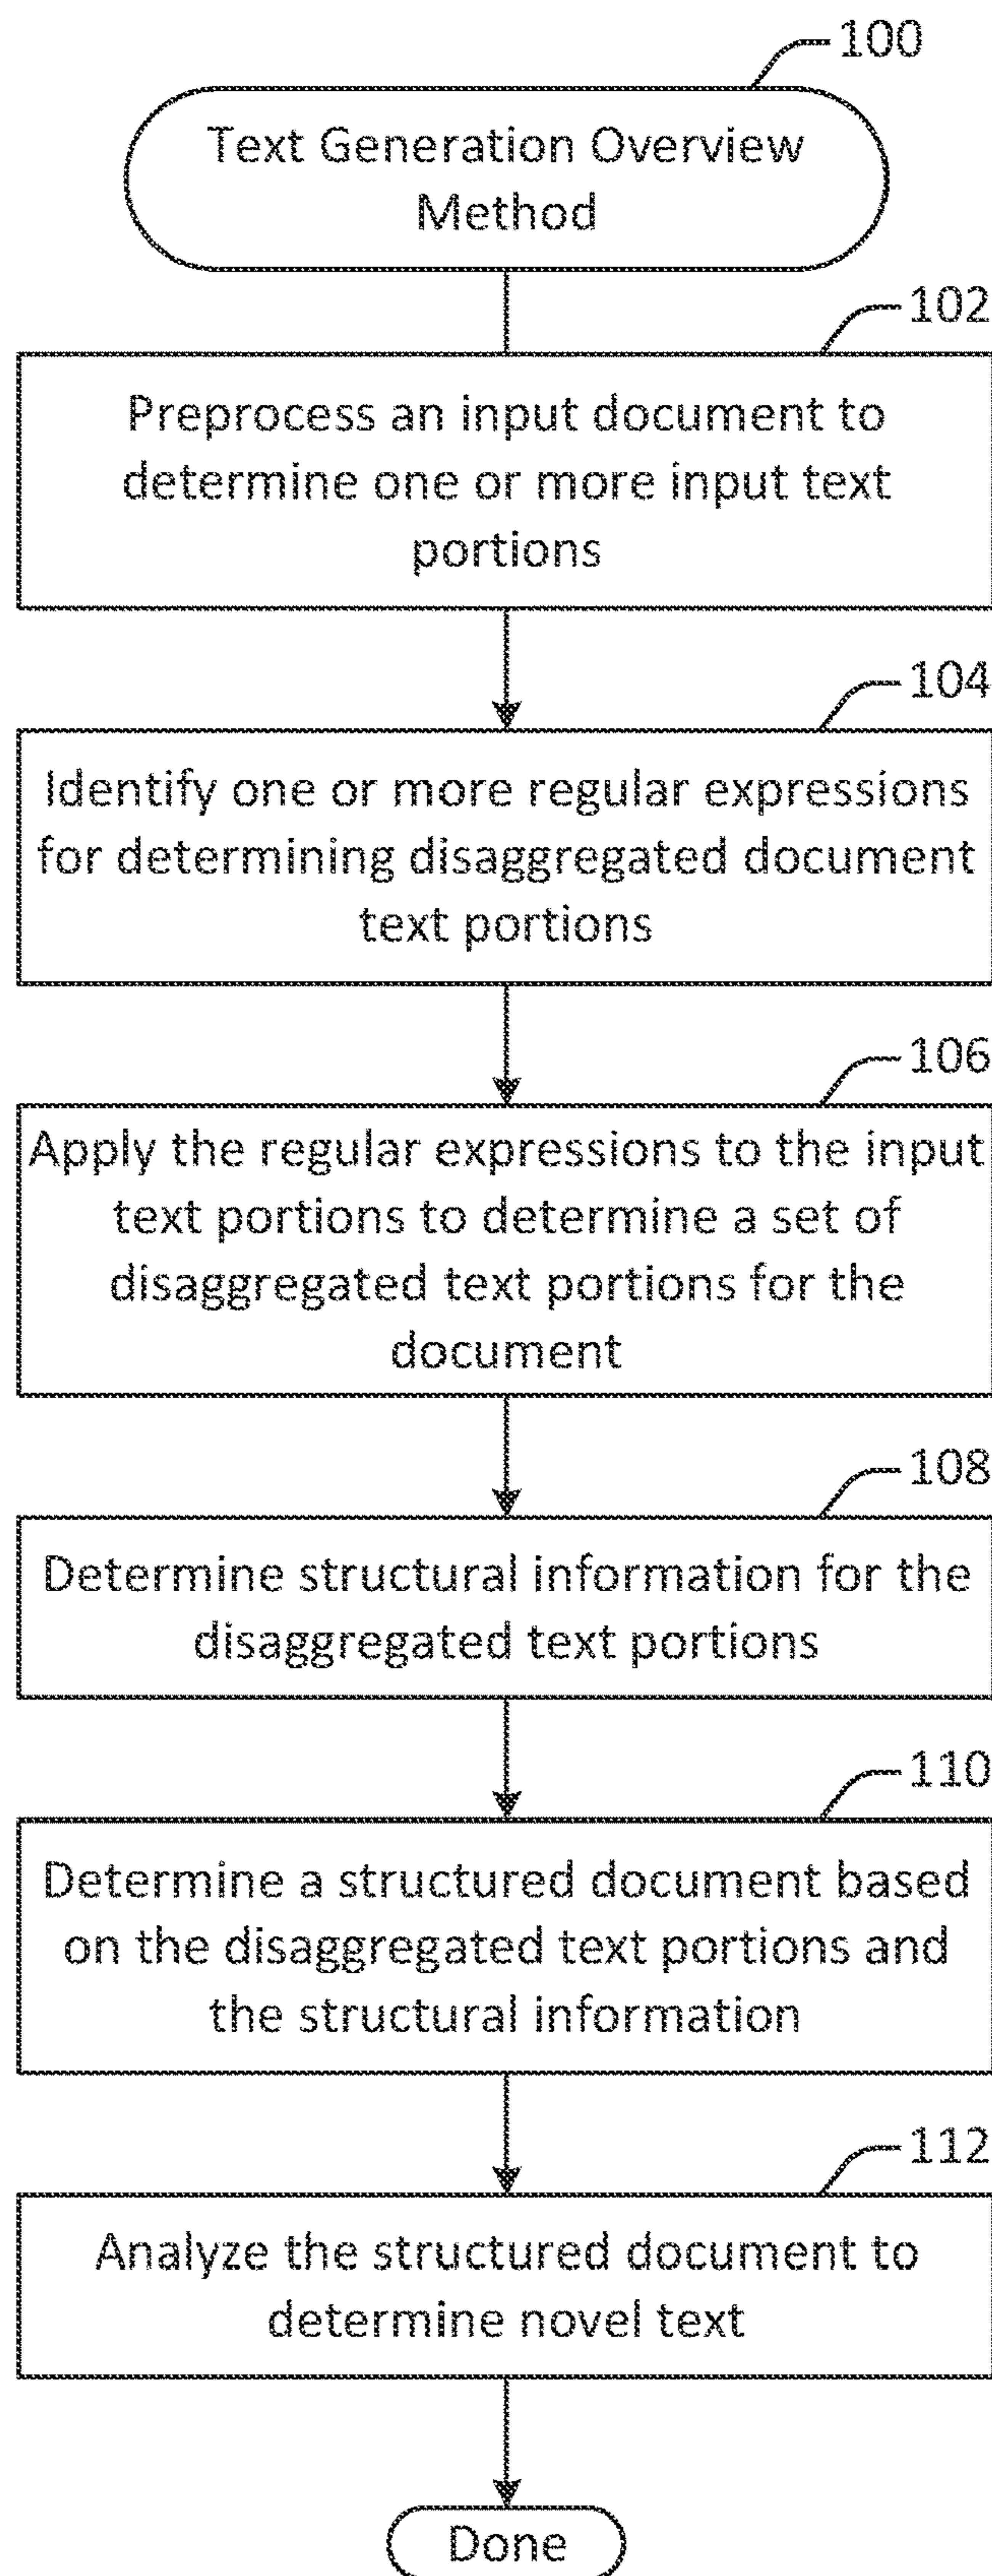 100
Text Generation Overview
Method
102
Preprocess an input document to
determine one or more input text
portions
104
Identify one or more regular expressions
for determining disaggregated document
text portions
106
Apply the regular expressions to the input
text portions to determine a set of
disaggregated text portions for the
document
108
Determine structural information for the
disaggregated text portions
110
Determine a structured document based
on the disaggregated text portions and
the structural information
112
Analyze the structured document to
determine novel text
Done